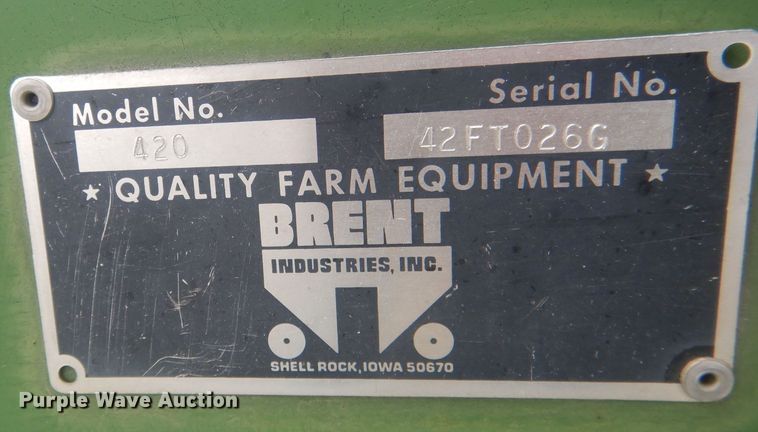 Model No. Serial No.
420 42FT026G
★ QUALITY FARM EQUIPMENT ★
BRENT
INDUSTRIES, INC.
SHELL ROCK, IOWA 50670
Purple Wave Auction